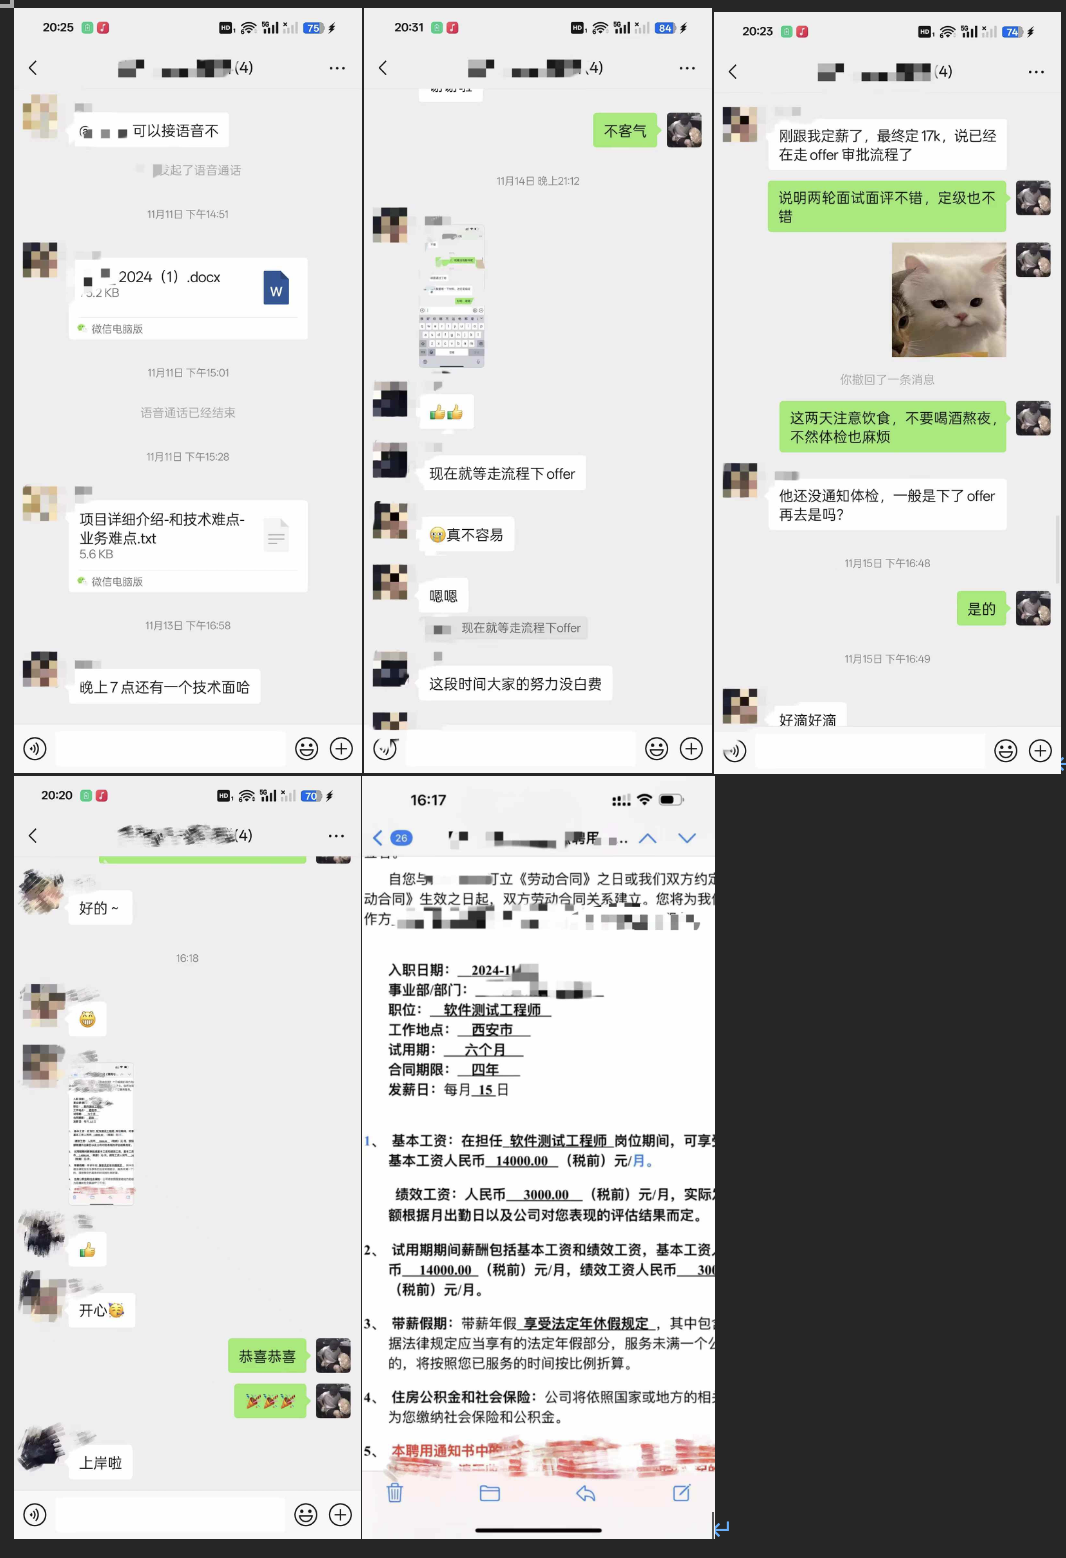 20:25
HD
5G
75
(4)
可以接语音不
起了语音通话
11月11日 下午14:51
2024（1）.docx
.2 KB
W
微信电脑版
11月11日 下午15:01
语音通话已经结束
11月11日 下午15:28
项目详细介绍-和技术难点-
业务难点.txt
5.6 KB
微信电脑版
11月13日 下午16:58
晚上7点还有一个技术面哈
20:31
HD
5G
84
4)
不客气
11月14日 晚上21:12
👍👍
现在就等走流程下offer
😬真不容易
嗯嗯
现在就等走流程下offer
这段时间大家的努力没白费
20:23
HD
5G
74
(4)
刚跟我定薪了，最终定17k，说已经
在走offer审批流程了
说明两轮面试面评不错，定级也不
错
你撤回了一条消息
这两天注意饮食，不要喝酒熬夜，
不然体检也麻烦
他还没通知体检，一般是下了offer
再去是吗？
11月15日 下午16:48
是的
11月15日 下午16:49
好滴好滴
20:20
HD
5G
70
(4)
好的~
16:18
😁
👍
开心🥳
恭喜恭喜
🎉🎉🎉
上岸啦
16:17
26
聘用 ...
自您与 订立《劳动合同》之日或我们双方约定
动合同》生效之日起，双方劳动合同关系建立。您将为我们
作方
入职日期： 2024-11
事业部/部门：
职位： 软件测试工程师
工作地点： 西安市
试用期： 六个月
合同期限： 四年
发薪日：每月 15 日
1、 基本工资：在担任 软件测试工程师 岗位期间，可享受
基本工资人民币 14000.00 （税前）元/月。
绩效工资：人民币 3000.00 （税前）元/月，实际
额根据月出勤日以及公司对您表现的评估结果而定。
2、 试用期期间薪酬包括基本工资和绩效工资，基本工资
币 14000.00 （税前）元/月，绩效工资人民币 300
（税前）元/月。
3、 带薪假期：带薪年假 享受法定年休假规定 ，其中包
据法律规定应当享有的法定年假部分，服务未满一个
的，将按照您已服务的时间按比例折算。
4、 住房公积金和社会保险：公司将依照国家或地方的相
为您缴纳社会保险和公积金。
5、 本聘用通知书中的